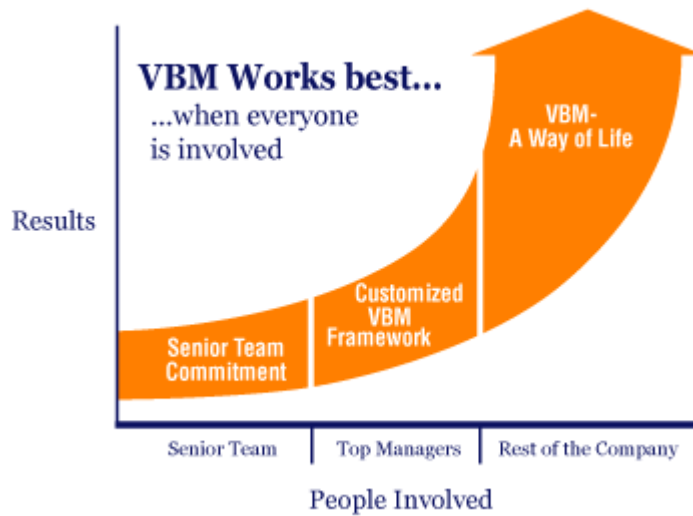 VBM Works best...
...when everyone
is involved
VBM-
A Way of Life
Results
Customized
VBM
Framework
Senior Team
Commitment
Senior Team
Top Managers
Rest of the Company
People Involved